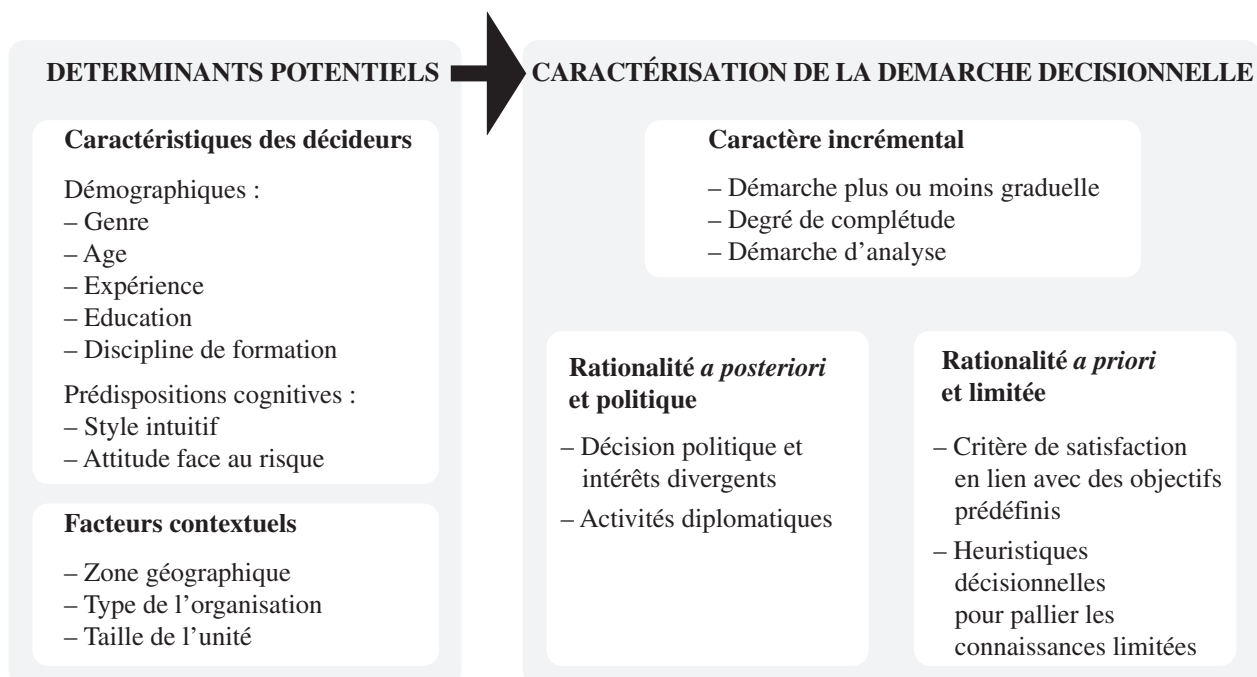 DETERMINANTS POTENTIELS
Caractéristiques des décideurs
Démographiques :
– Genre
– Age
– Expérience
– Education
– Discipline de formation
Prédispositions cognitives :
– Style intuitif
– Attitude face au risque
Facteurs contextuels
– Zone géographique
– Type de l’organisation
– Taille de l’unité
CARACTÉRISATION DE LA DEMARCHE DECISIONNELLE
Caractère incrémental
– Démarche plus ou moins graduelle
– Degré de complétude
– Démarche d’analyse
Rationalité a posteriori
et politique
– Décision politique et
intérêts divergents
– Activités diplomatiques
Rationalité a priori
et limitée
– Critère de satisfaction
en lien avec des objectifs
prédéfinis
– Heuristiques
décisionnelles
pour pallier les
connaissances limitées